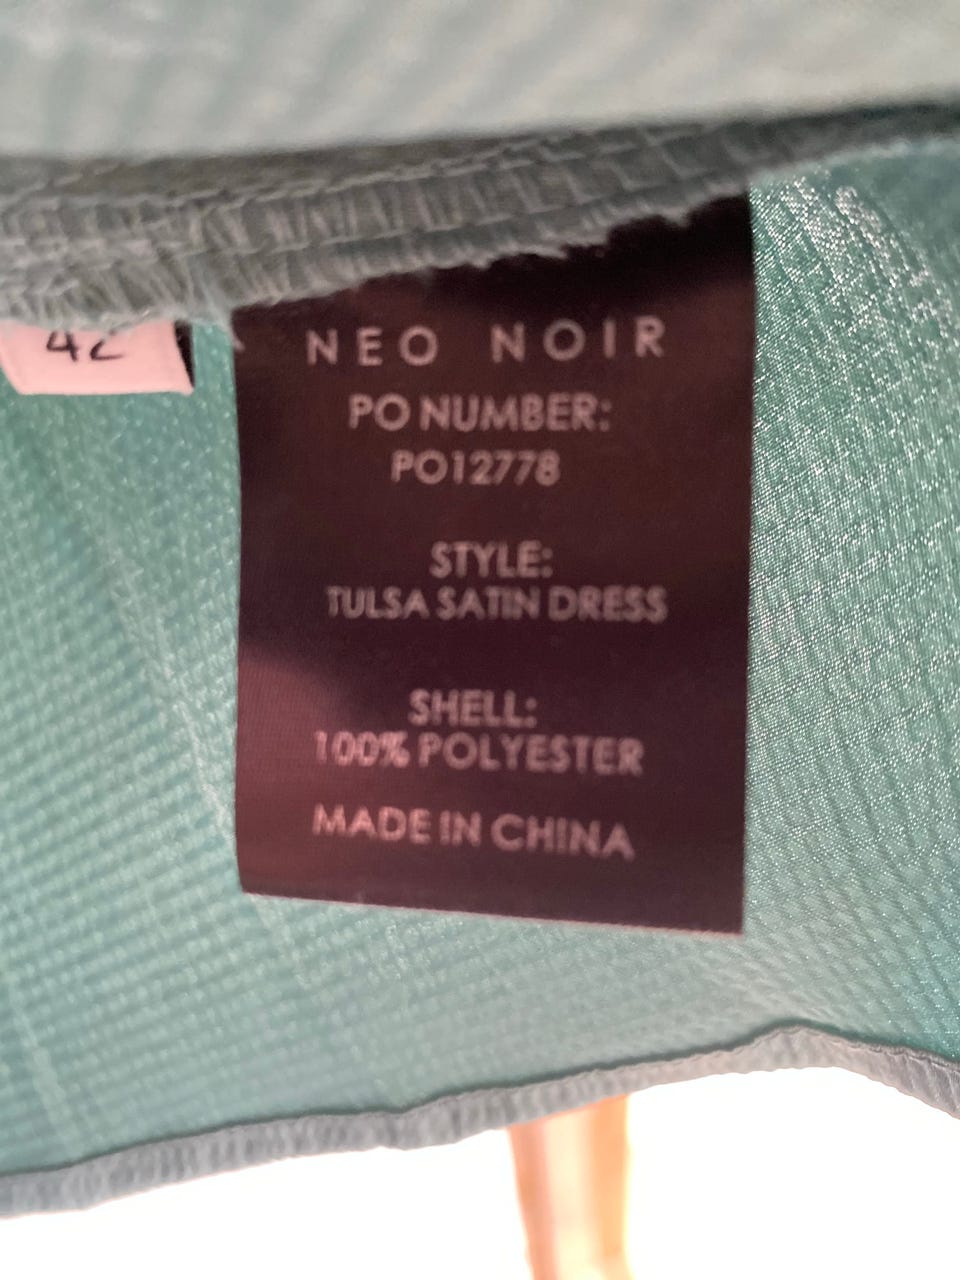 42
NEO NOIR
PO NUMBER:
PO12778
STYLE:
TULSA SATIN DRESS
SHELL:
100% POLYESTER
MADE IN CHINA